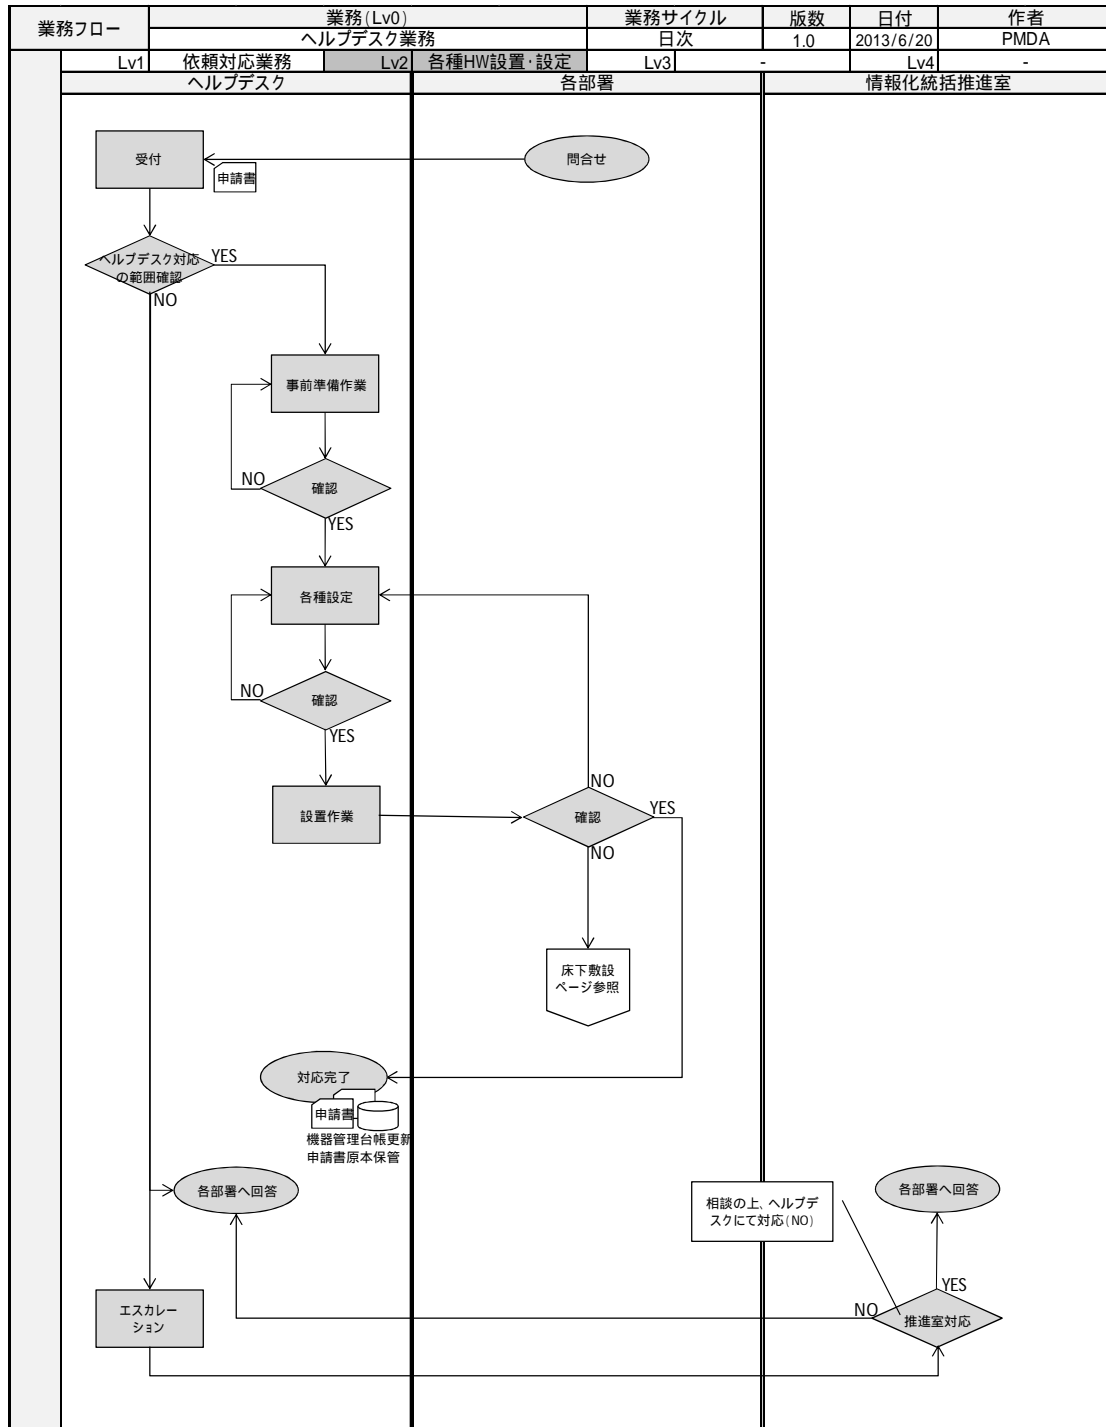 業務フロー
業務(Lv0)
業務サイクル
版数
日付
作者
ヘルプデスク業務
日次
1.0
2013/6/20
PMDA
Lv1
依頼対応業務
Lv2
各種HW設置・設定
Lv3
-
Lv4
-
ヘルプデスク
各部署
情報化統括推進室
受付
申請書
問合せ
ヘルプデスク対応
の範囲確認
YES
NO
事前準備作業
確認
NO
YES
各種設定
確認
NO
YES
設置作業
NO
確認
YES
NO
床下敷設
ページ参照
対応完了
申請書
機器管理台帳更新
申請書原本保管
各部署へ回答
相談の上、ヘルプデ
スクにて対応(NO)
各部署へ回答
YES
エスカレー
ション
NO
推進室対応